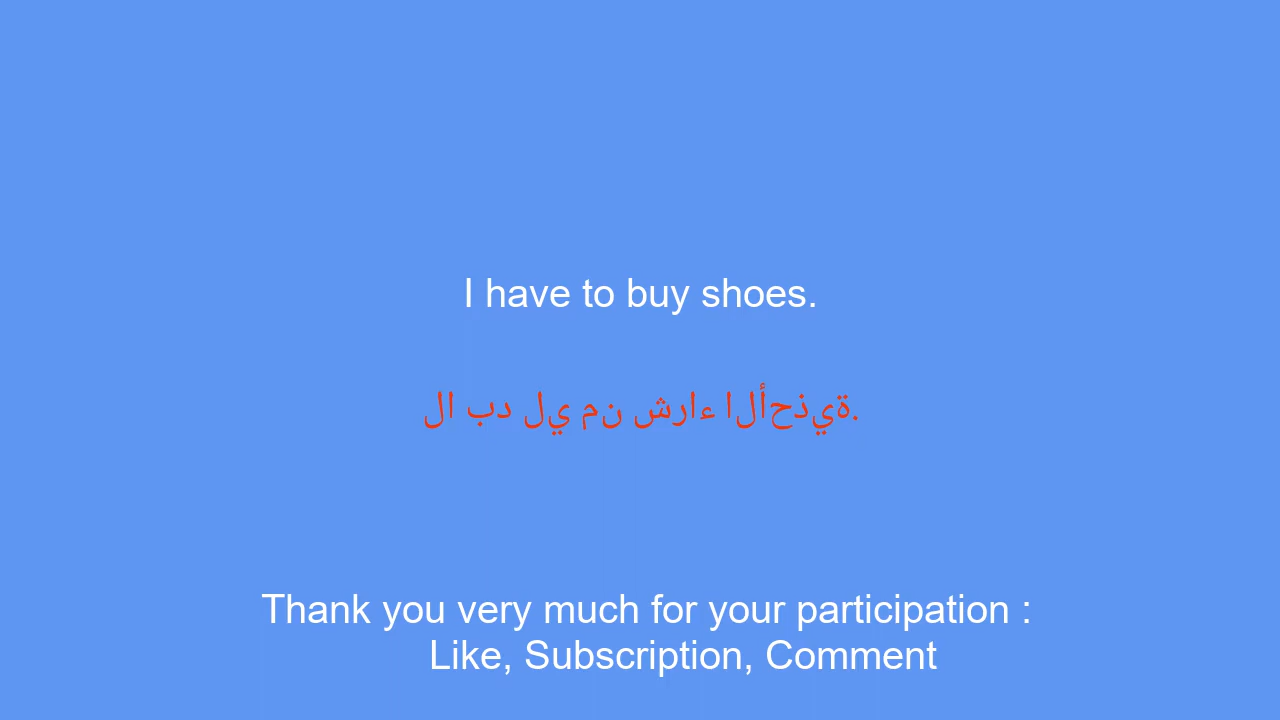 I have to buy shoes.
لا بد لي من شراء الأحذية.
Thank you very much for your participation :
Like, Subscription, Comment